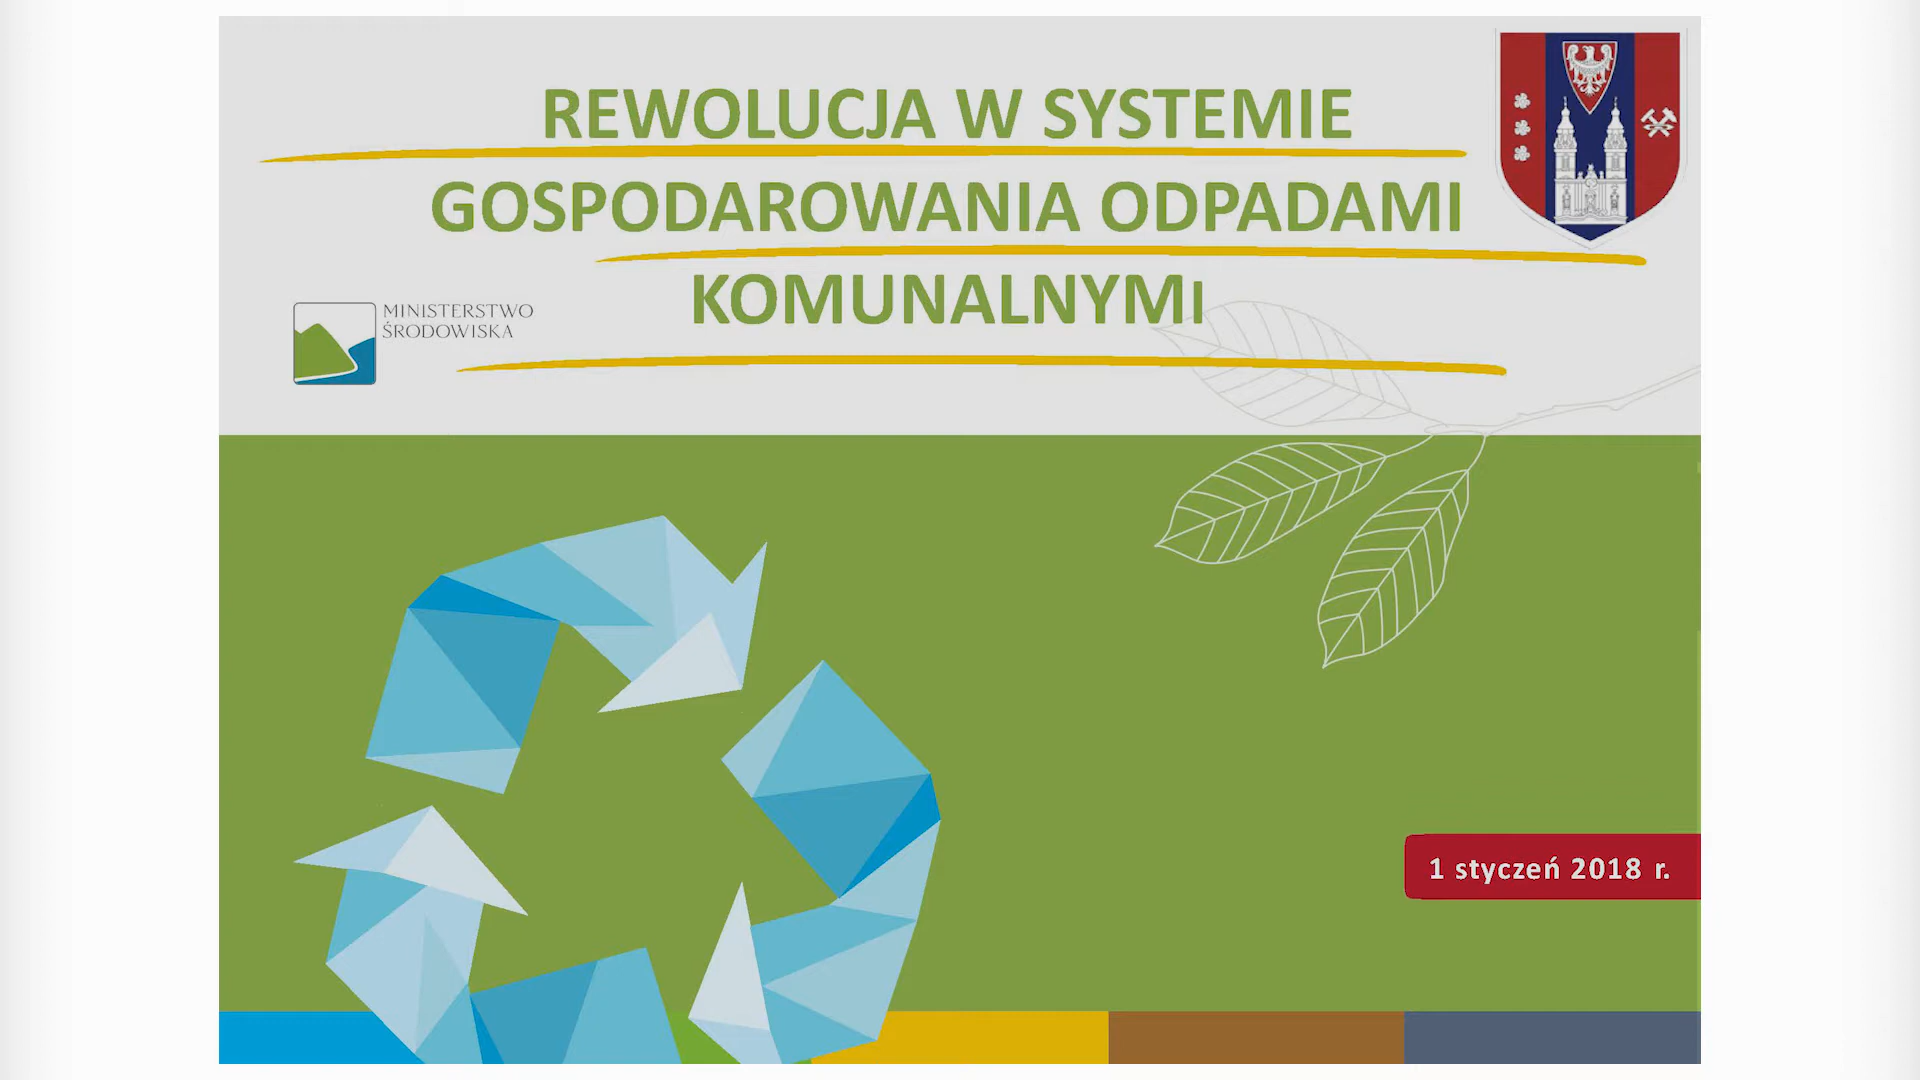 REWOLUCJA W SYSTEMIE
GOSPODAROWANIA ODPADAMI
KOMUNALNYMI
MINISTERSTWO
ŚRODOWISKA
1 styczeń 2018 r.